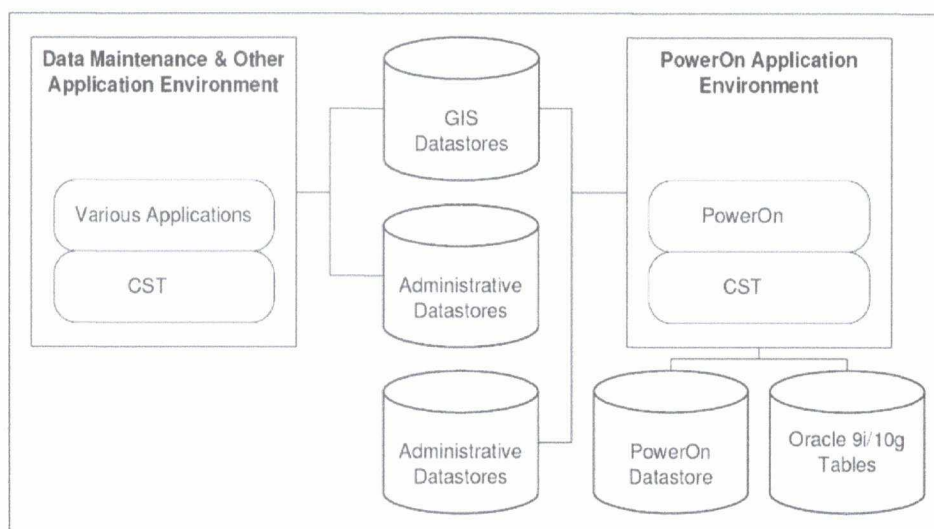 Data Maintenance & Other
Application Environment
Various Applications
CST
GIS
Datastores
Administrative
Datastores
Administrative
Datastores
PowerOn Application
Environment
PowerOn
CST
PowerOn
Datastore
Oracle 9i/10g
Tables